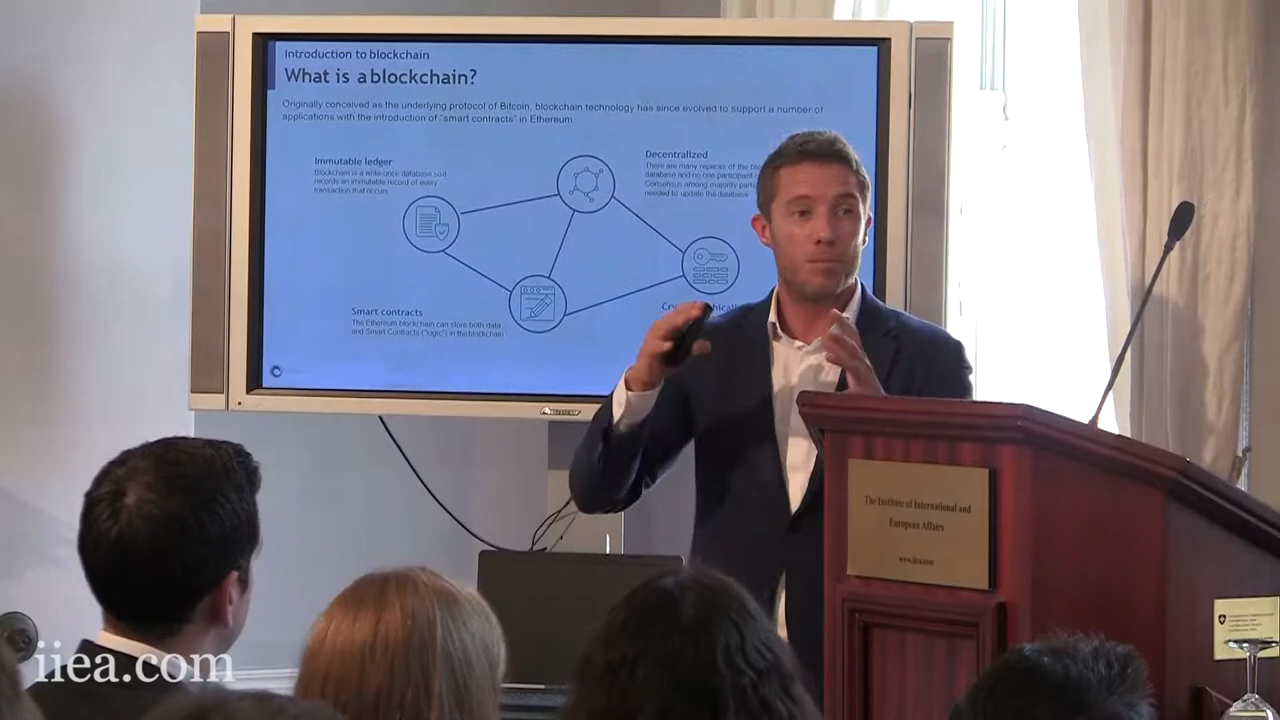 Introduction to blockchain
What is a blockchain?
Originally conceived as the underlying protocol of Bitcoin, blockchain technology has since evolved to support a number of
applications with the introduction of "smart contracts" in Ethereum
Immutable ledger
Blockchain is a write once database so it
records an immutable record of every
transaction that occurs
Decentralized
There are many replicas of the
database and no one participant
Consensus among majority
needed to update the database
Smart contracts
The Ethereum blockchain can store both data
and Smart Contracts ("logic") in the blockchain
The Institute of International and
European Affairs
www.iiea.com
iiea.com